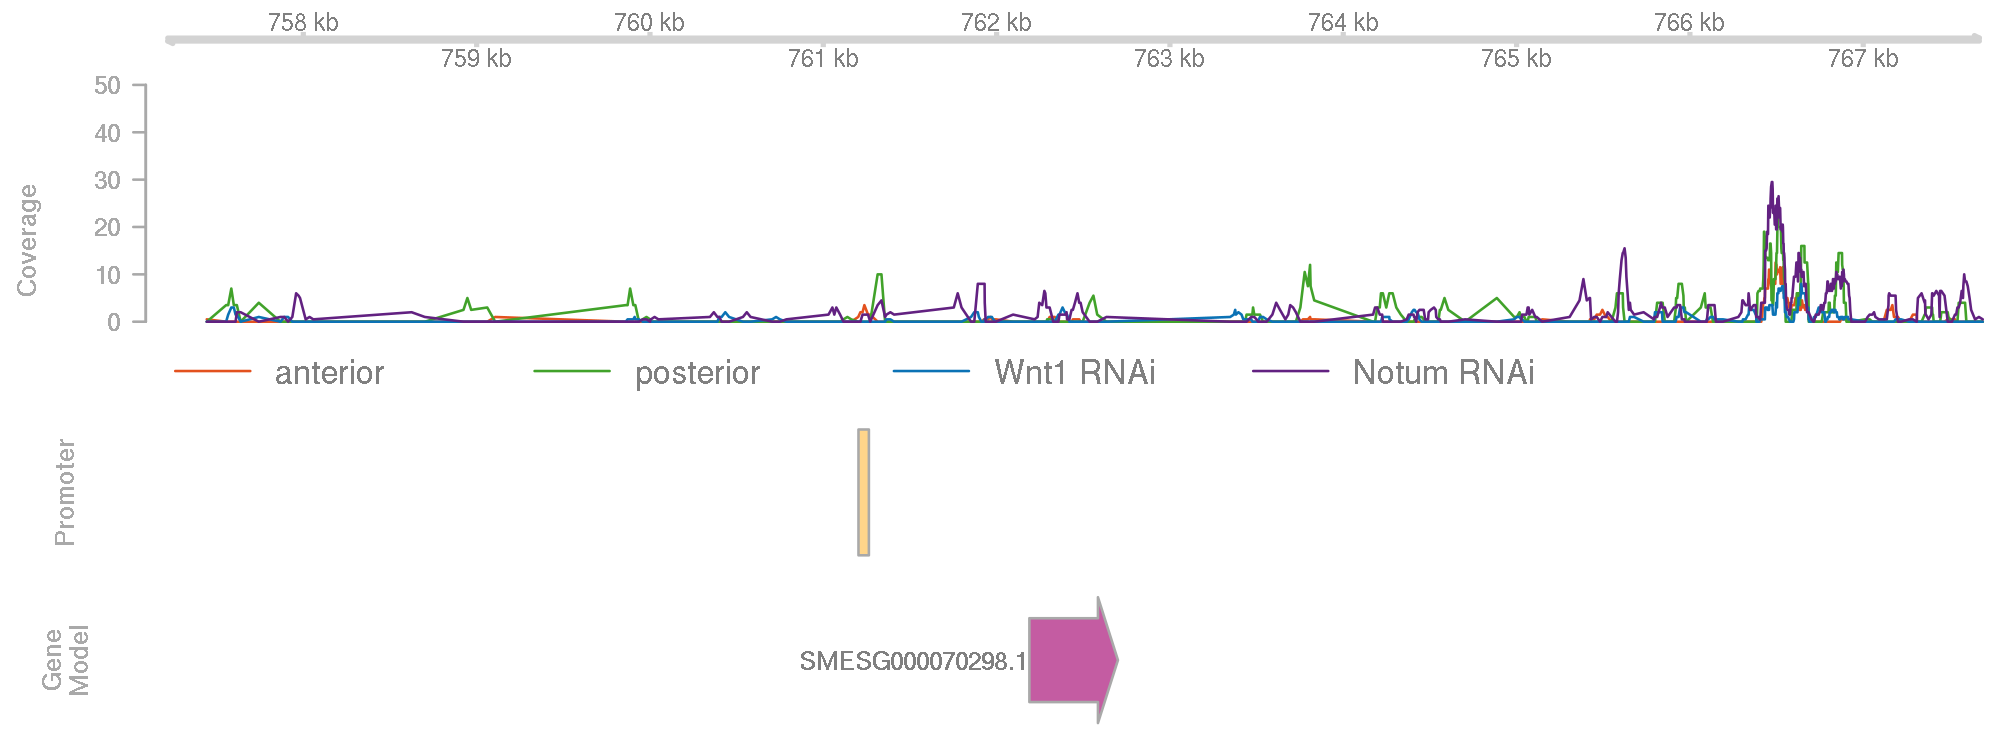 758 kb 760 kb 762 kb 764 kb 766 kb
759 kb 761 kb 763 kb 765 kb 767 kb
50
40
30
20
10
0
Coverage
anterior posterior Wnt1 RNAi Notum RNAi
Promoter
Gene
Model
SMESG000070298.1